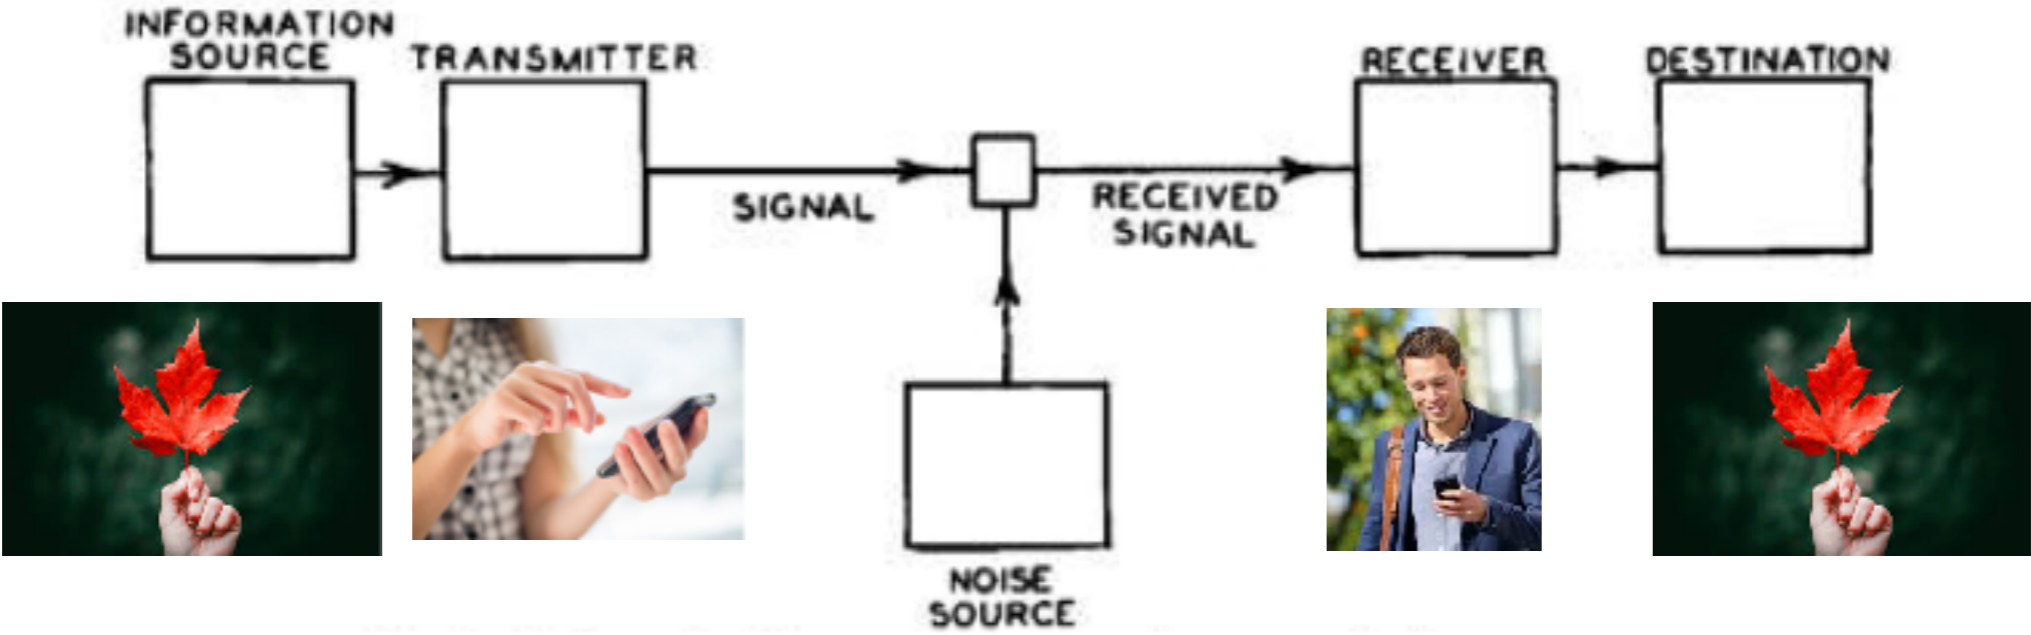 INFORMATION
SOURCE
TRANSMITTER
SIGNAL
RECEIVED
SIGNAL
RECEIVER
DESTINATION
NOISE
SOURCE